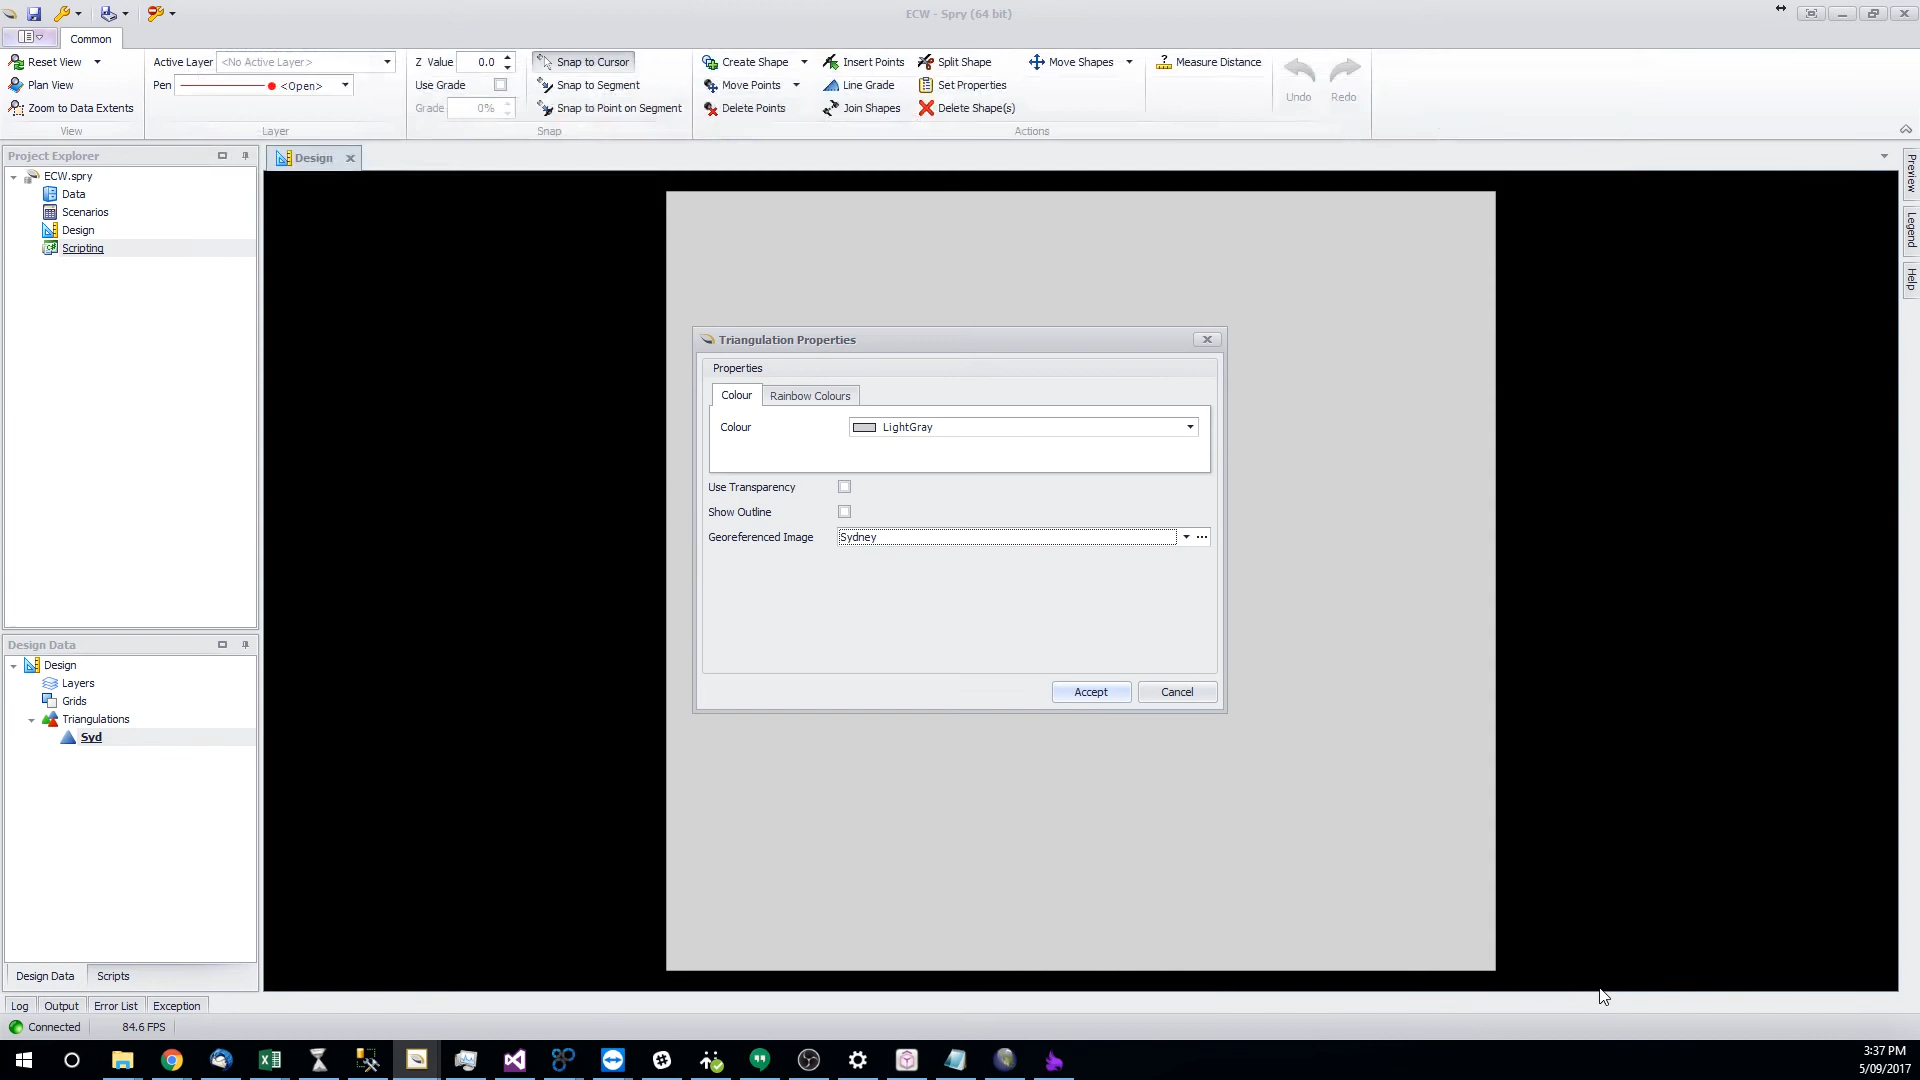 ECW - Spry (64 bit)
Common
Reset View
Plan View
Zoom to Data Extents
View
Active Layer <No Active Layer>
Pen <Open>
Layer
Z Value 0.0
Use Grade
Grade 0%
Snap to Cursor
Snap to Segment
Snap to Point on Segment
Snap
Create Shape
Move Points
Delete Points
Insert Points
Line Grade
Join Shapes
Split Shape
Set Properties
Delete Shape(s)
Move Shapes
Actions
Measure Distance
Undo
Redo
Project Explorer
ECW.spry
Data
Scenarios
Design
Scripting
Design
Preview
Legend
Help
Triangulation Properties
Properties
Colour
Rainbow Colours
Colour LightGray
Use Transparency
Show Outline
Georeferenced Image Sydney
Accept
Cancel
Design Data
Design
Layers
Grids
Triangulations
Syd
Design Data
Scripts
Log
Output
Error List
Exception
Connected
84.6 FPS
3:37 PM
5/09/2017